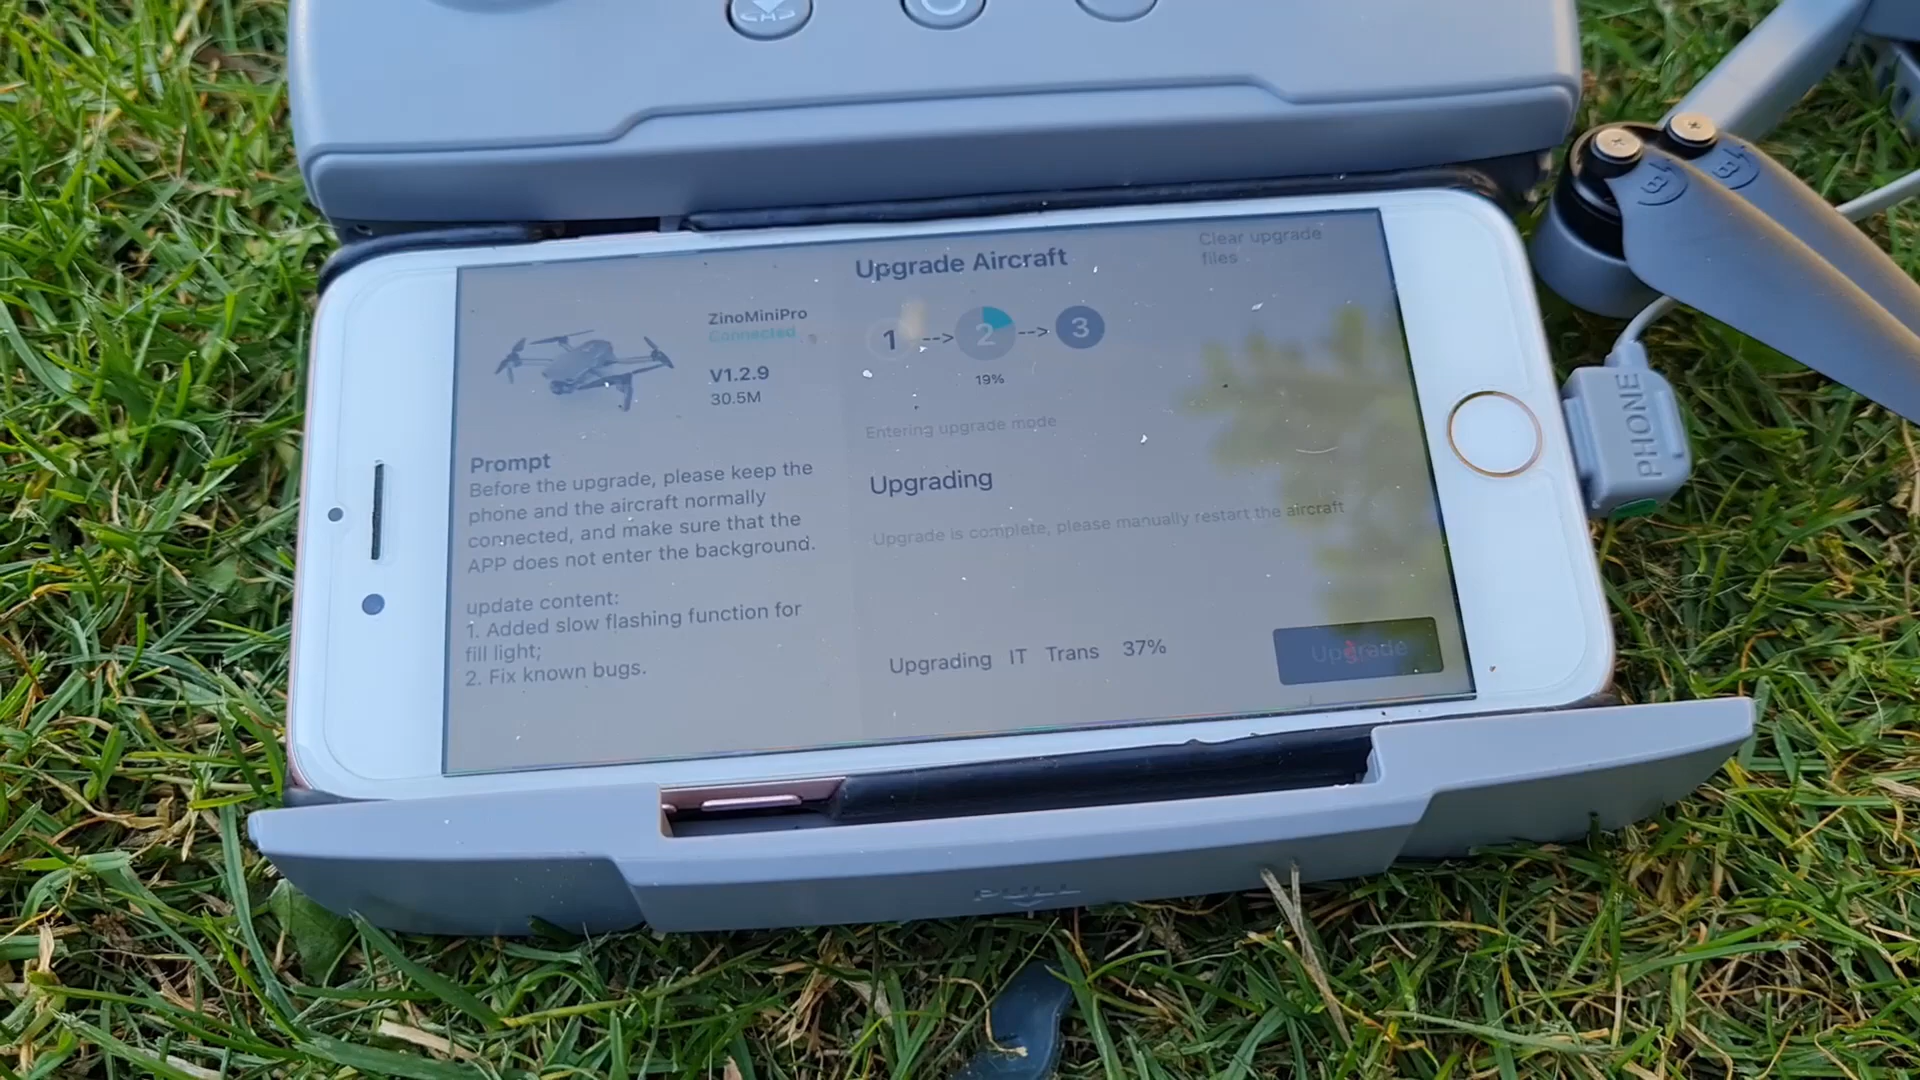 ZinoMiniPro
Connected
V1.2.9
30.5M
Prompt
Before the upgrade, please keep the
phone and the aircraft normally
connected, and make sure that the
APP does not enter the background.
update content:
1. Added slow flashing function for
fill light;
2. Fix known bugs.
Upgrade Aircraft
Clear upgrade
files
1 --> 2 --> 3
19%
Entering upgrade mode
Upgrading
Upgrade is complete, please manually restart the aircraft
Upgrading IT Trans 37%
Upgrade
PHONE
B
B
PULL